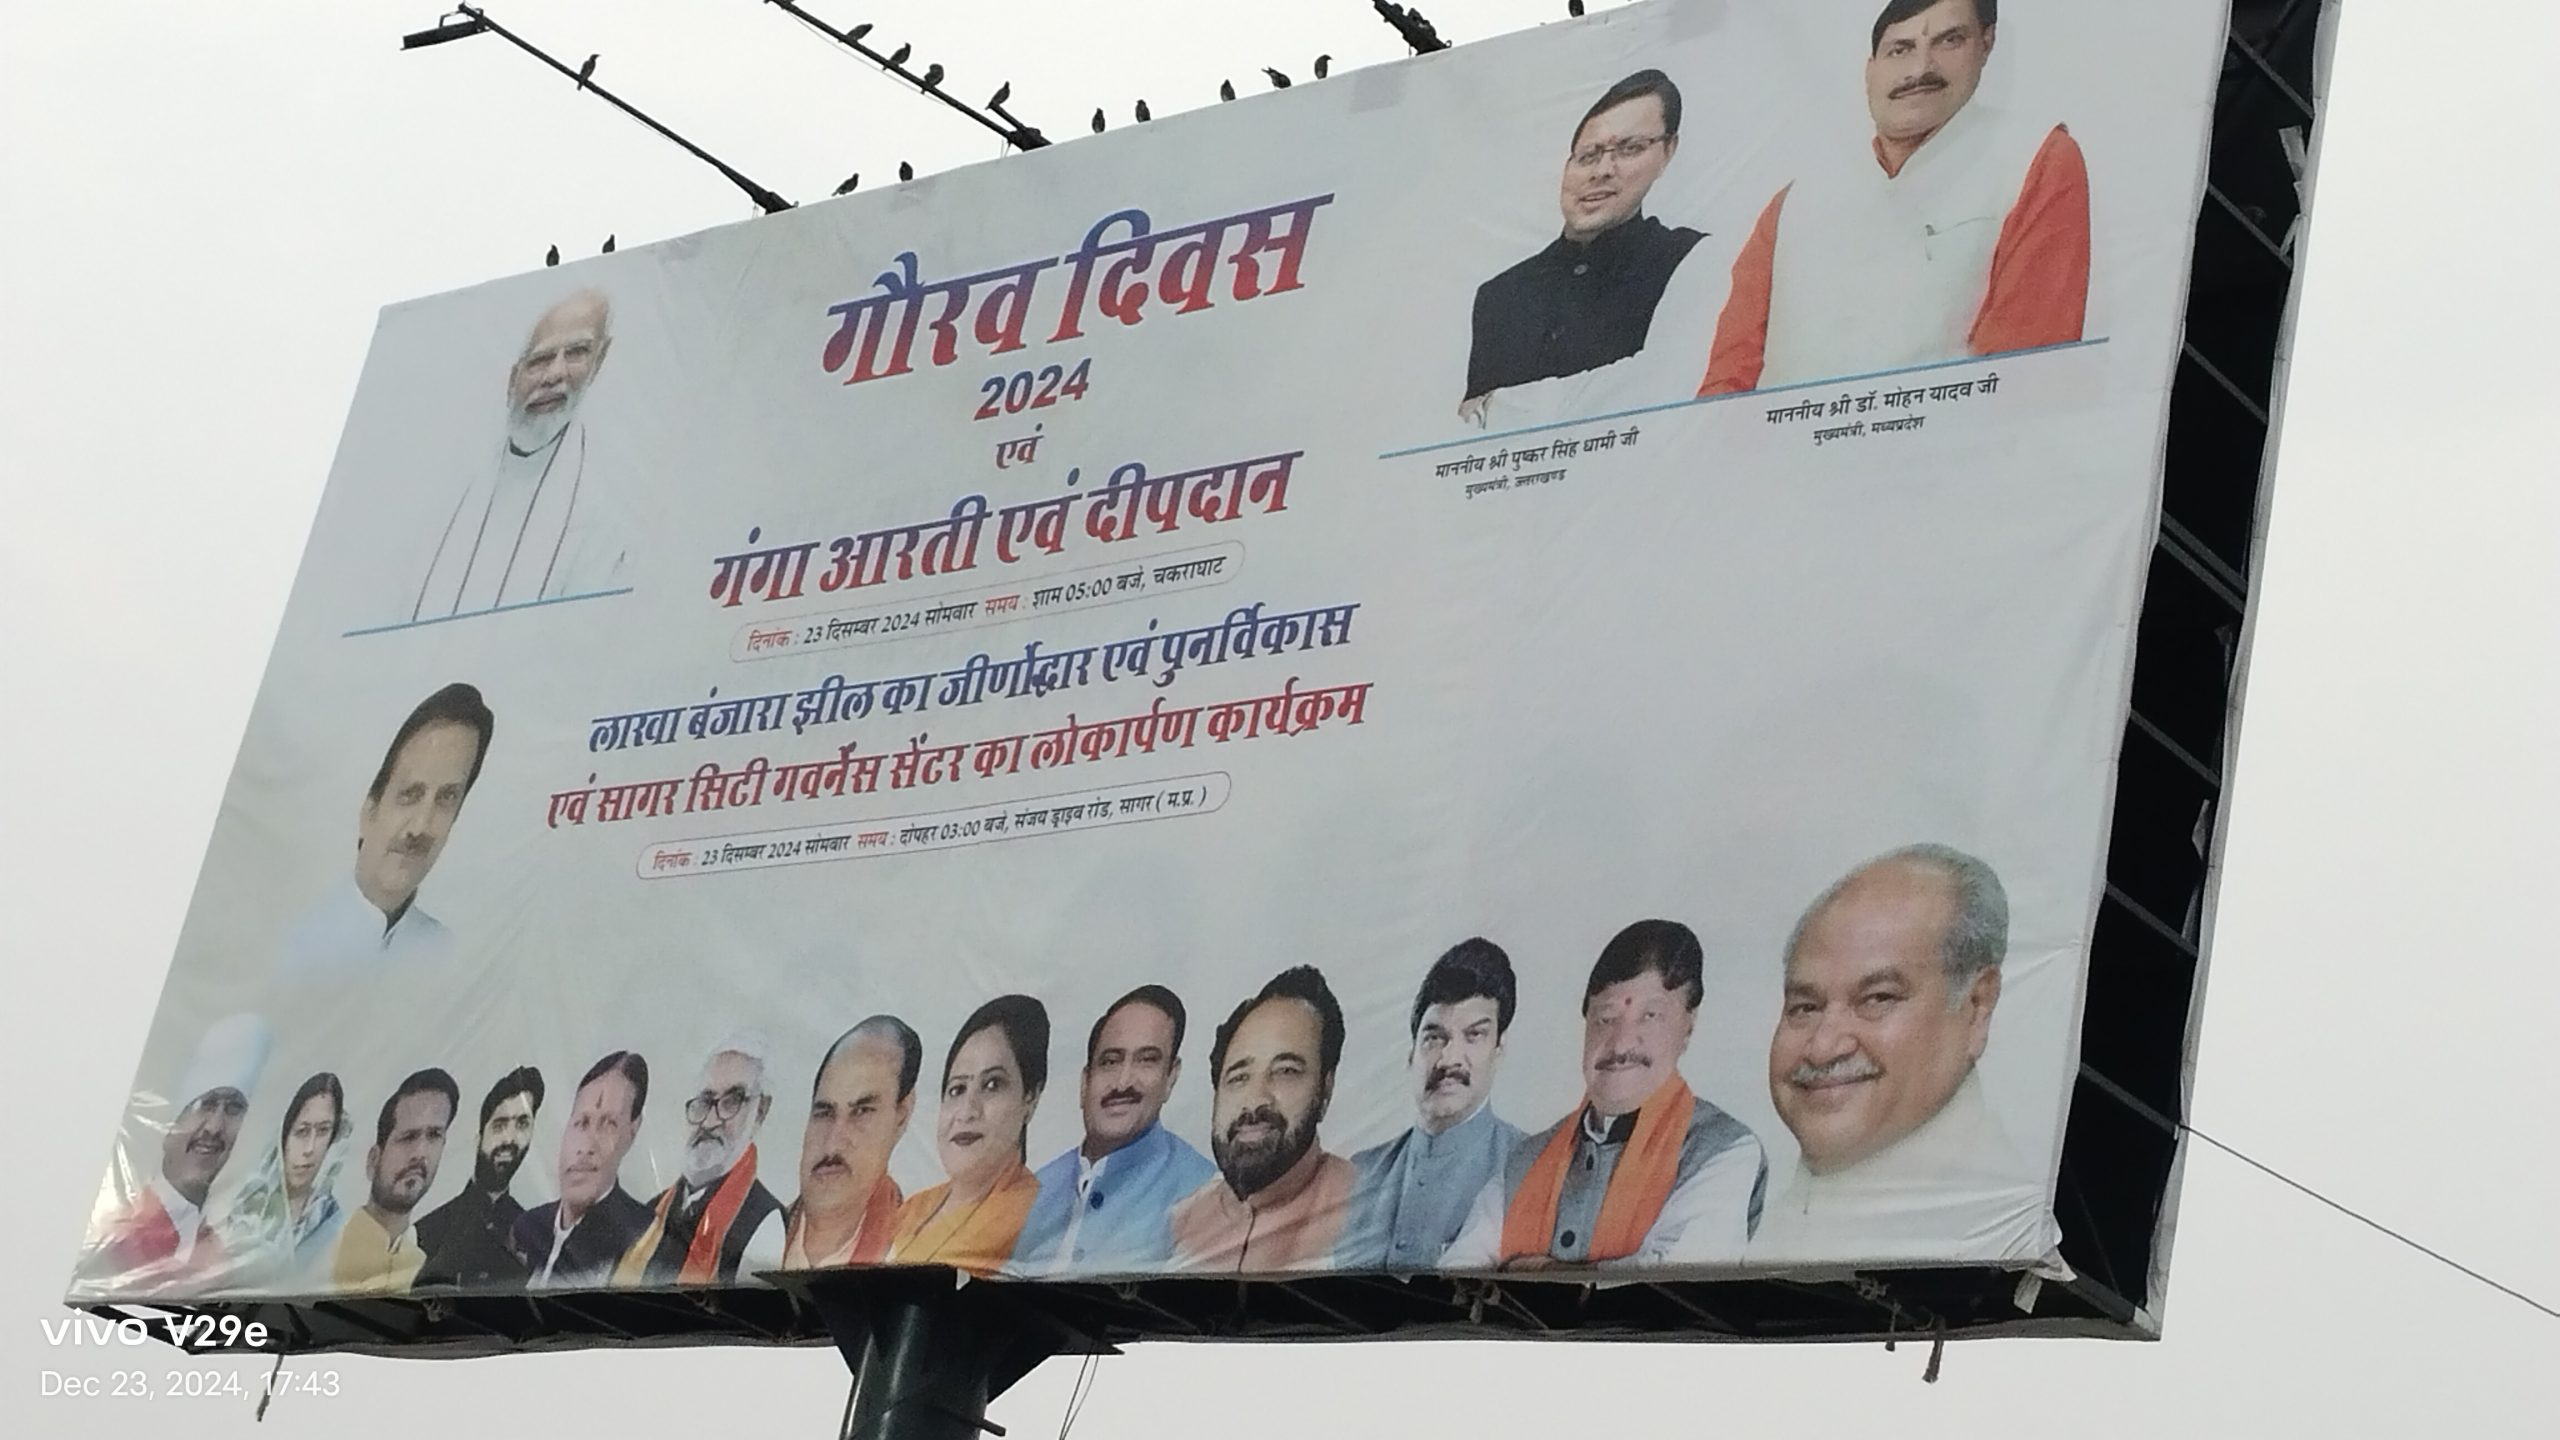 गौरव दिवस
2024
एवं
गंगा आरती एवं दीपदान
दिनांक : 23 दिसम्बर 2024 सोमवार समय : शाम 05:00 बजे, चकराघाट
लाखा बंजारा झील का जीर्णोद्धार एवं पुनर्विकास
एवं सागर सिटी गवर्नेंस सेंटर का लोकार्पण कार्यक्रम
दिनांक : 23 दिसम्बर 2024 सोमवार समय : दोपहर 03:00 बजे, संजय ड्राइव रोड, सागर ( म.प्र. )
माननीय श्री पुष्कर सिंह धामी जी
मुख्यमंत्री, उत्तराखण्ड
माननीय श्री डॉ. मोहन यादव जी
मुख्यमंत्री, मध्यप्रदेश
vivo V29e
Dec 23, 2024, 17:43